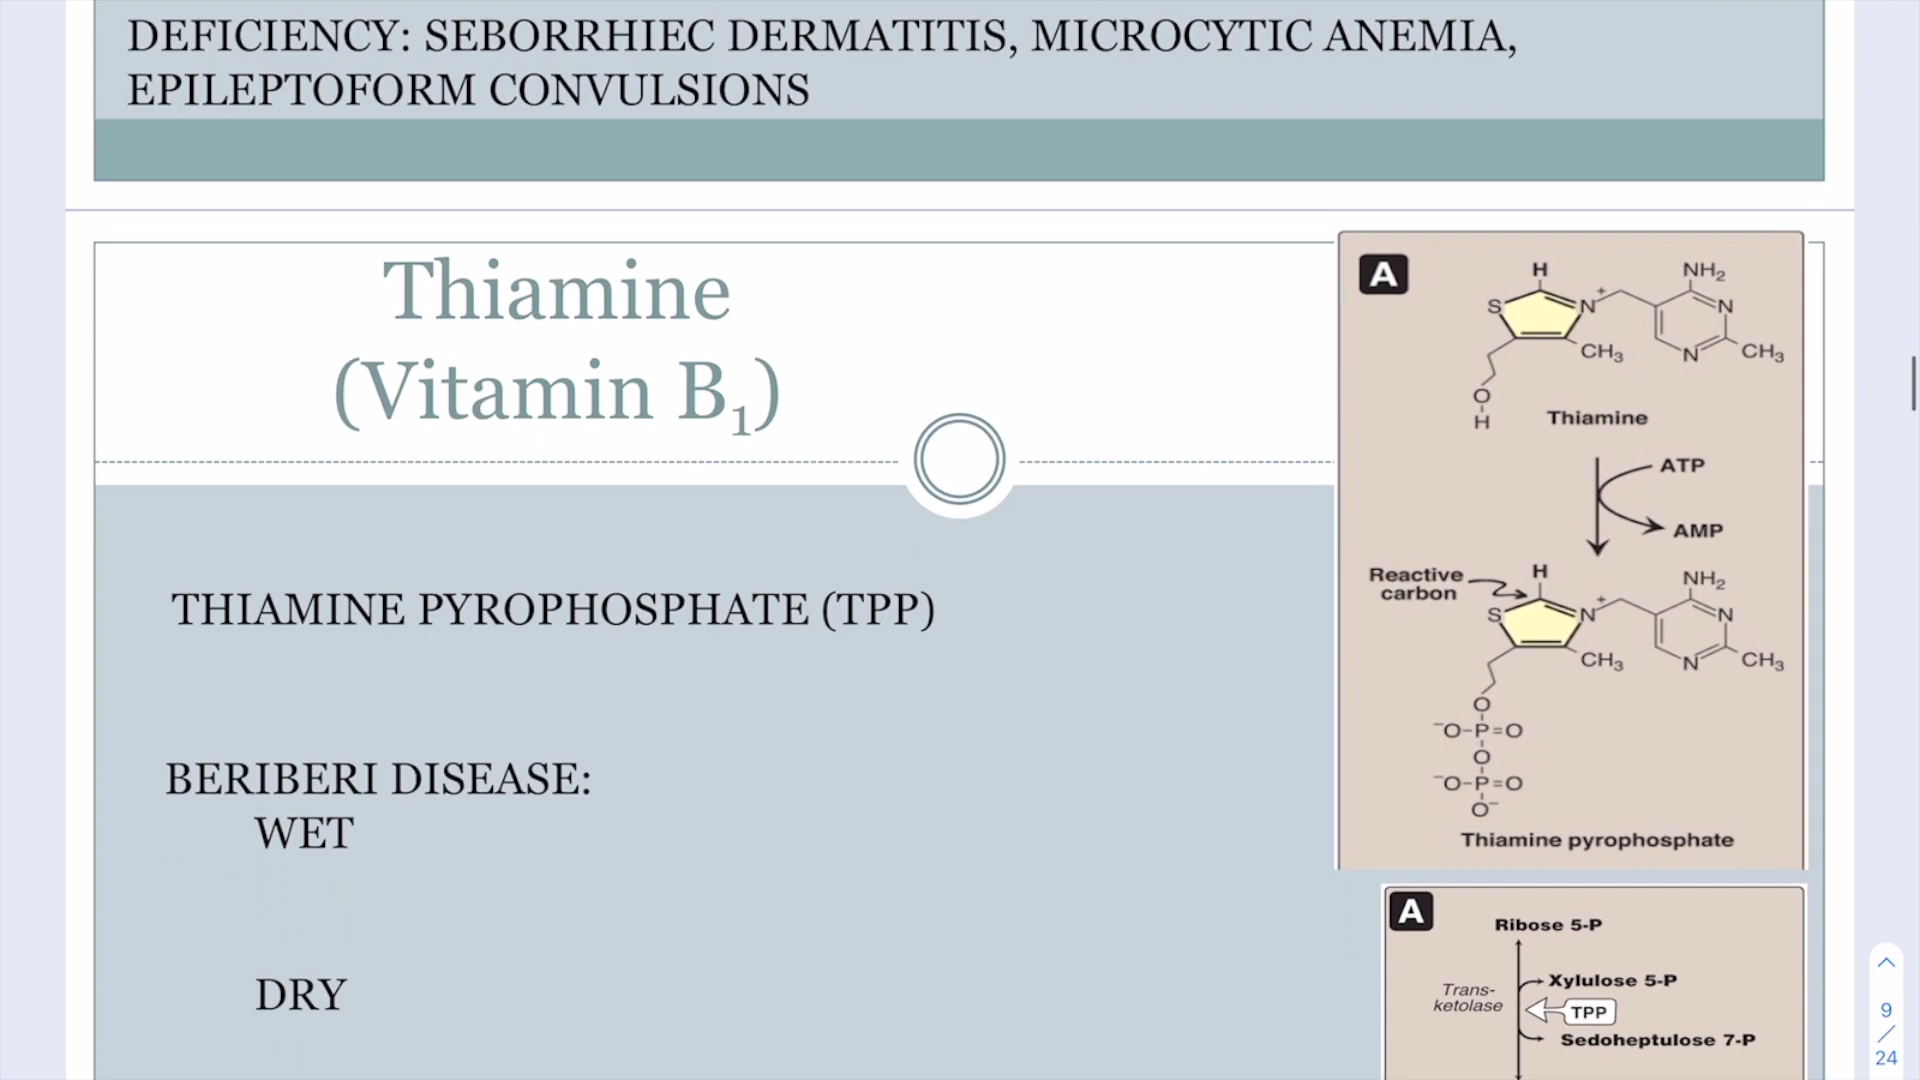 DEFICIENCY: SEBORRHIEC DERMATITIS, MICROCYTIC ANEMIA,
EPILEPTOFORM CONVULSIONS
Thiamine
(Vitamin B₁)
THIAMINE PYROPHOSPHATE (TPP)
BERIBERI DISEASE:
WET
DRY
A
H
NH₂
S
N
+
N
CH₃
N
CH₃
O
H
Thiamine
ATP
AMP
Reactive
carbon
H
NH₂
S
N
+
N
CH₃
N
CH₃
O
⁻O-P=O
O
⁻O-P=O
O⁻
Thiamine pyrophosphate
A
Ribose 5-P
Trans-
ketolase
Xylulose 5-P
TPP
Sedoheptulose 7-P
9
/
24